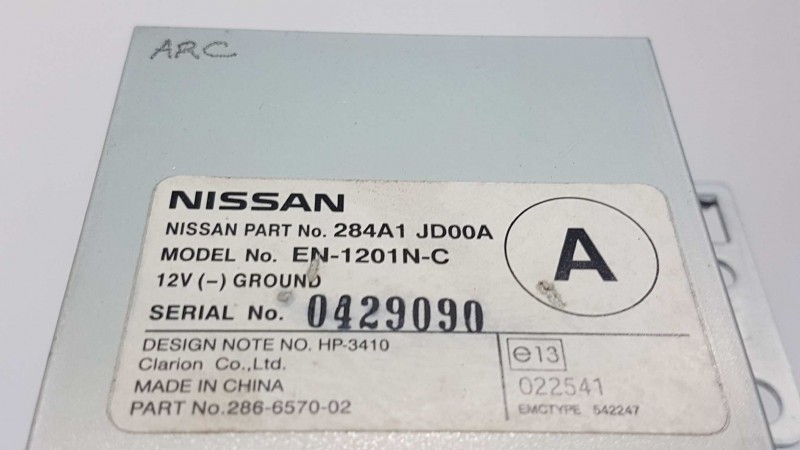 ARC
NISSAN
NISSAN PART No. 284A1 JD00A
MODEL No. EN-1201N-C
A
12V (-) GROUND
SERIAL No. 0429090
DESIGN NOTE NO. HP-3410
Clarion Co.,Ltd.
MADE IN CHINA
PART No.286-6570-02
e13
022541
EMCTYPE 542247